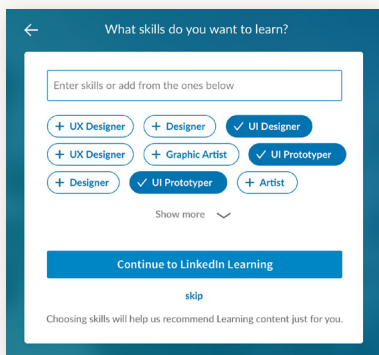 What skills do you want to learn?
Enter skills or add from the ones below
+ UX Designer + Designer ✓ UI Designer
+ UX Designer + Graphic Artist ✓ UI Prototyper
+ Designer ✓ UI Prototyper + Artist
Show more
Continue to LinkedIn Learning
skip
Choosing skills will help us recommend Learning content just for you.